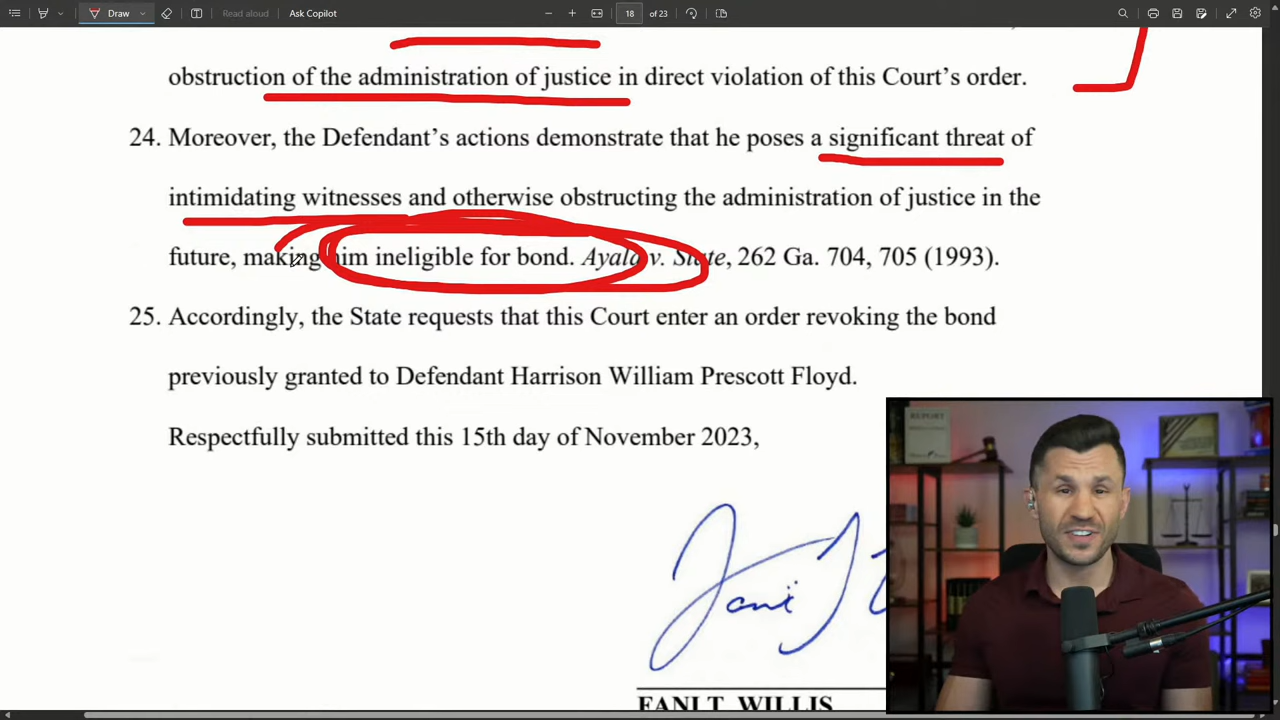 Draw
Read aloud
Ask Copilot
18 of 23
obstruction of the administration of justice in direct violation of this Court's order.
24. Moreover, the Defendant's actions demonstrate that he poses a significant threat of
intimidating witnesses and otherwise obstructing the administration of justice in the
future, making him ineligible for bond. Ayala v. State, 262 Ga. 704, 705 (1993).
25. Accordingly, the State requests that this Court enter an order revoking the bond
previously granted to Defendant Harrison William Prescott Floyd.
Respectfully submitted this 15th day of November 2023,
FANI T. WILLIS
REPORT